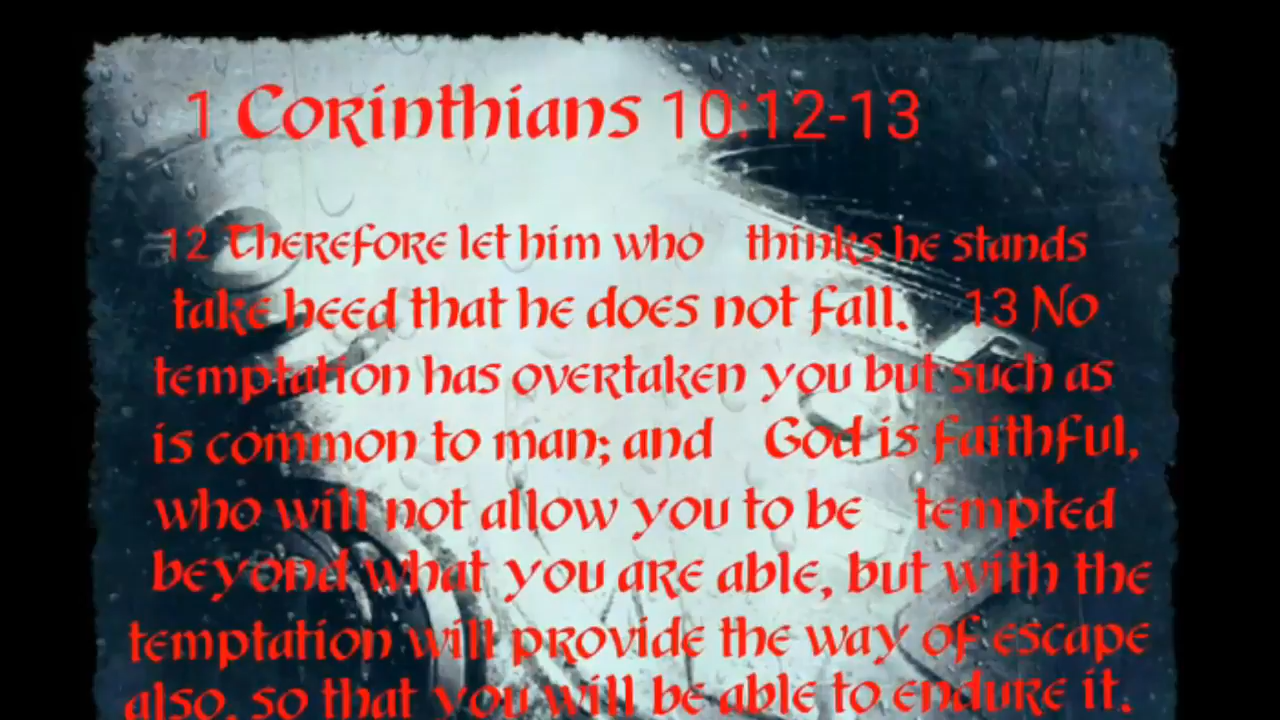 1 Corinthians 10:12-13
12 Therefore let him who thinks he stands
take heed that he does not fall. 13 No
temptation has overtaken you but such as
is common to man; and God is faithful,
who will not allow you to be tempted
beyond what you are able, but with the
temptation will provide the way of escape
also, so that you will be able to endure it.